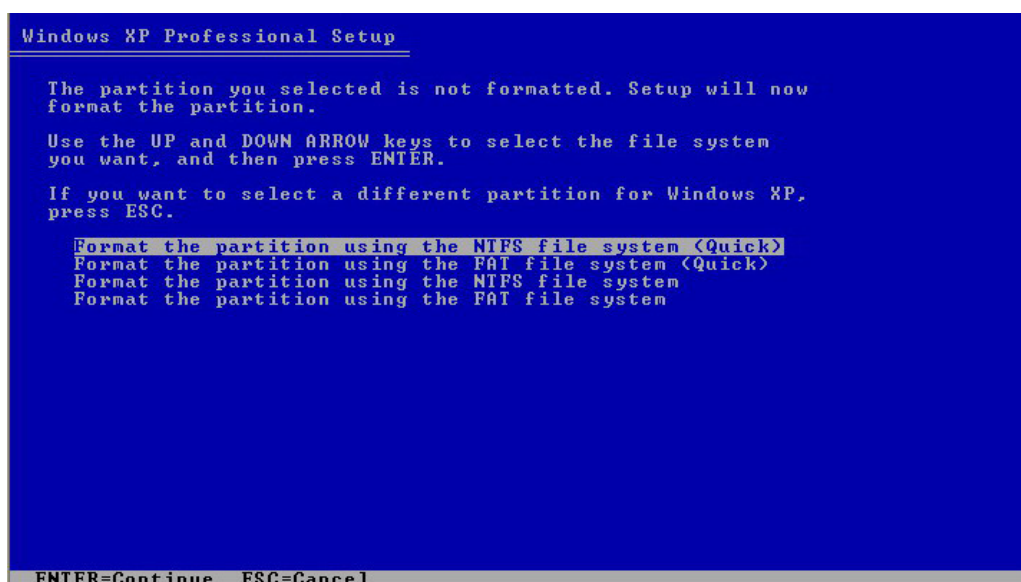 Windows XP Professional Setup
The partition you selected is not formatted. Setup will now
format the partition.
Use the UP and DOWN ARROW keys to select the file system
you want, and then press ENTER.
If you want to select a different partition for Windows XP,
press ESC.
Format the partition using the NTFS file system (Quick)
Format the partition using the FAT file system (Quick)
Format the partition using the NTFS file system
Format the partition using the FAT file system
ENTER=Continue ESC=Cancel